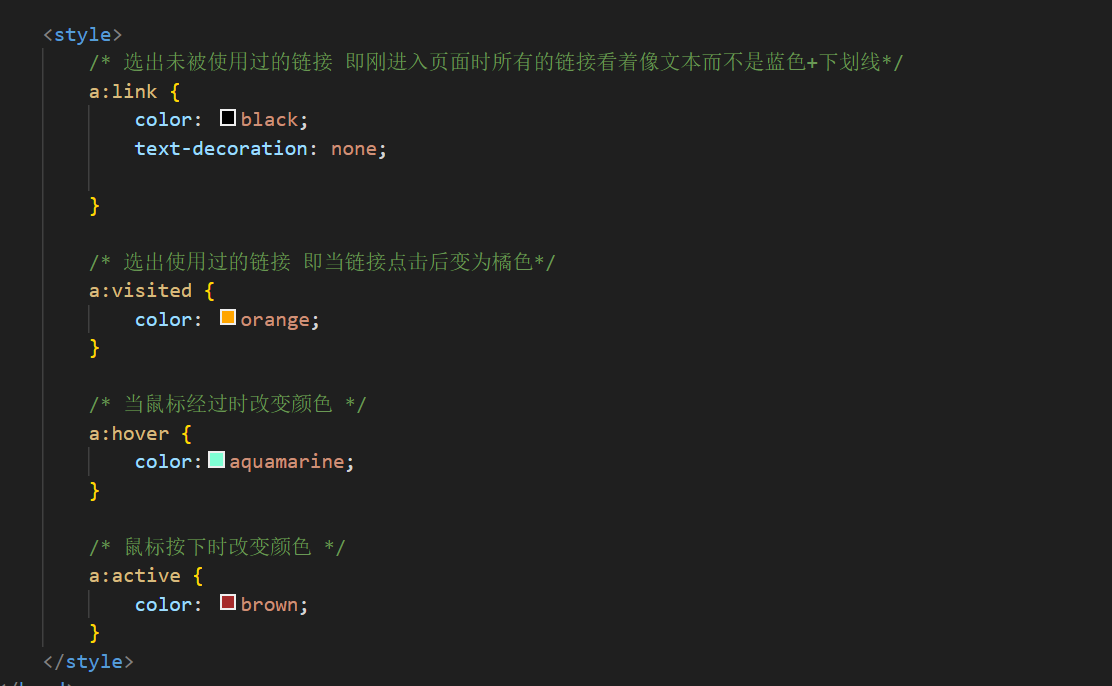 <style>
/* 选出未被使用过的链接 即刚进入页面时所有的链接看着像文本而不是蓝色+下划线*/
a:link {
color: black;
text-decoration: none;
}
/* 选出使用过的链接 即当链接点击后变为橘色*/
a:visited {
color: orange;
}
/* 当鼠标经过时改变颜色 */
a:hover {
color: aquamarine;
}
/* 鼠标按下时改变颜色 */
a:active {
color: brown;
}
</style>